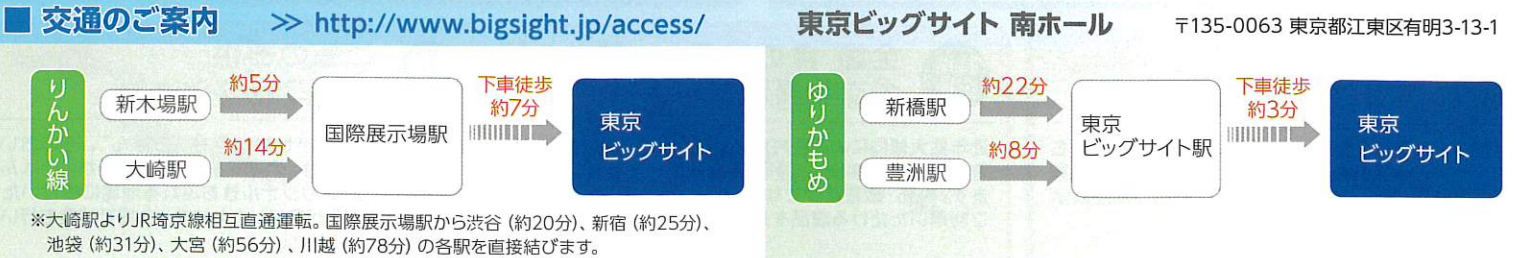 ■ 交通のご案内 ≫ http://www.bigsight.jp/access/ 東京ビッグサイト 南ホール 〒135-0063 東京都江東区有明3-13-1
りんかい線
新木場駅
約5分
大崎駅
約14分
国際展示場駅
下車徒歩
約7分
東京
ビッグサイト
※大崎駅よりJR埼京線相互直通運転。国際展示場駅から渋谷（約20分）、新宿（約25分）、
池袋（約31分）、大宮（約56分）、川越（約78分）の各駅を直接結びます。
ゆりかもめ
新橋駅
約22分
豊洲駅
約8分
東京
ビッグサイト駅
下車徒歩
約3分
東京
ビッグサイト